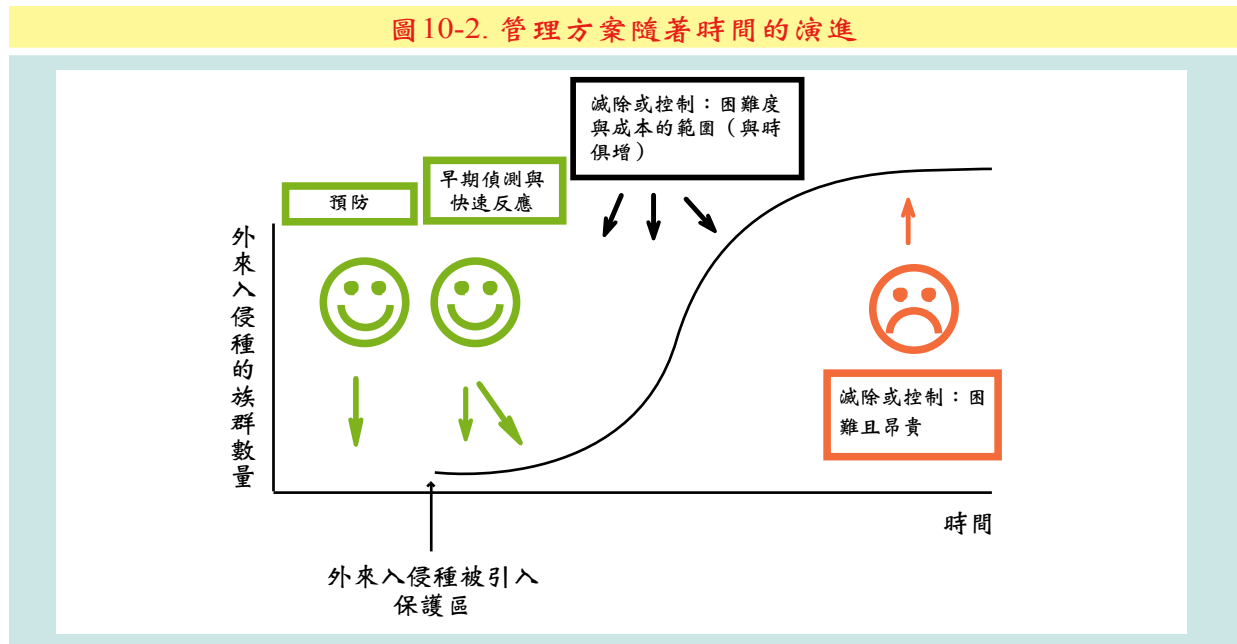 圖10-2. 管理方案隨著時間的演進
滅除或控制：困難度
與成本的範圍（與時
俱增）
早期偵測與
快速反應
預防
外來入侵種的族群數量
滅除或控制：困
難且昂貴
時間
外來入侵種被引入
保護區